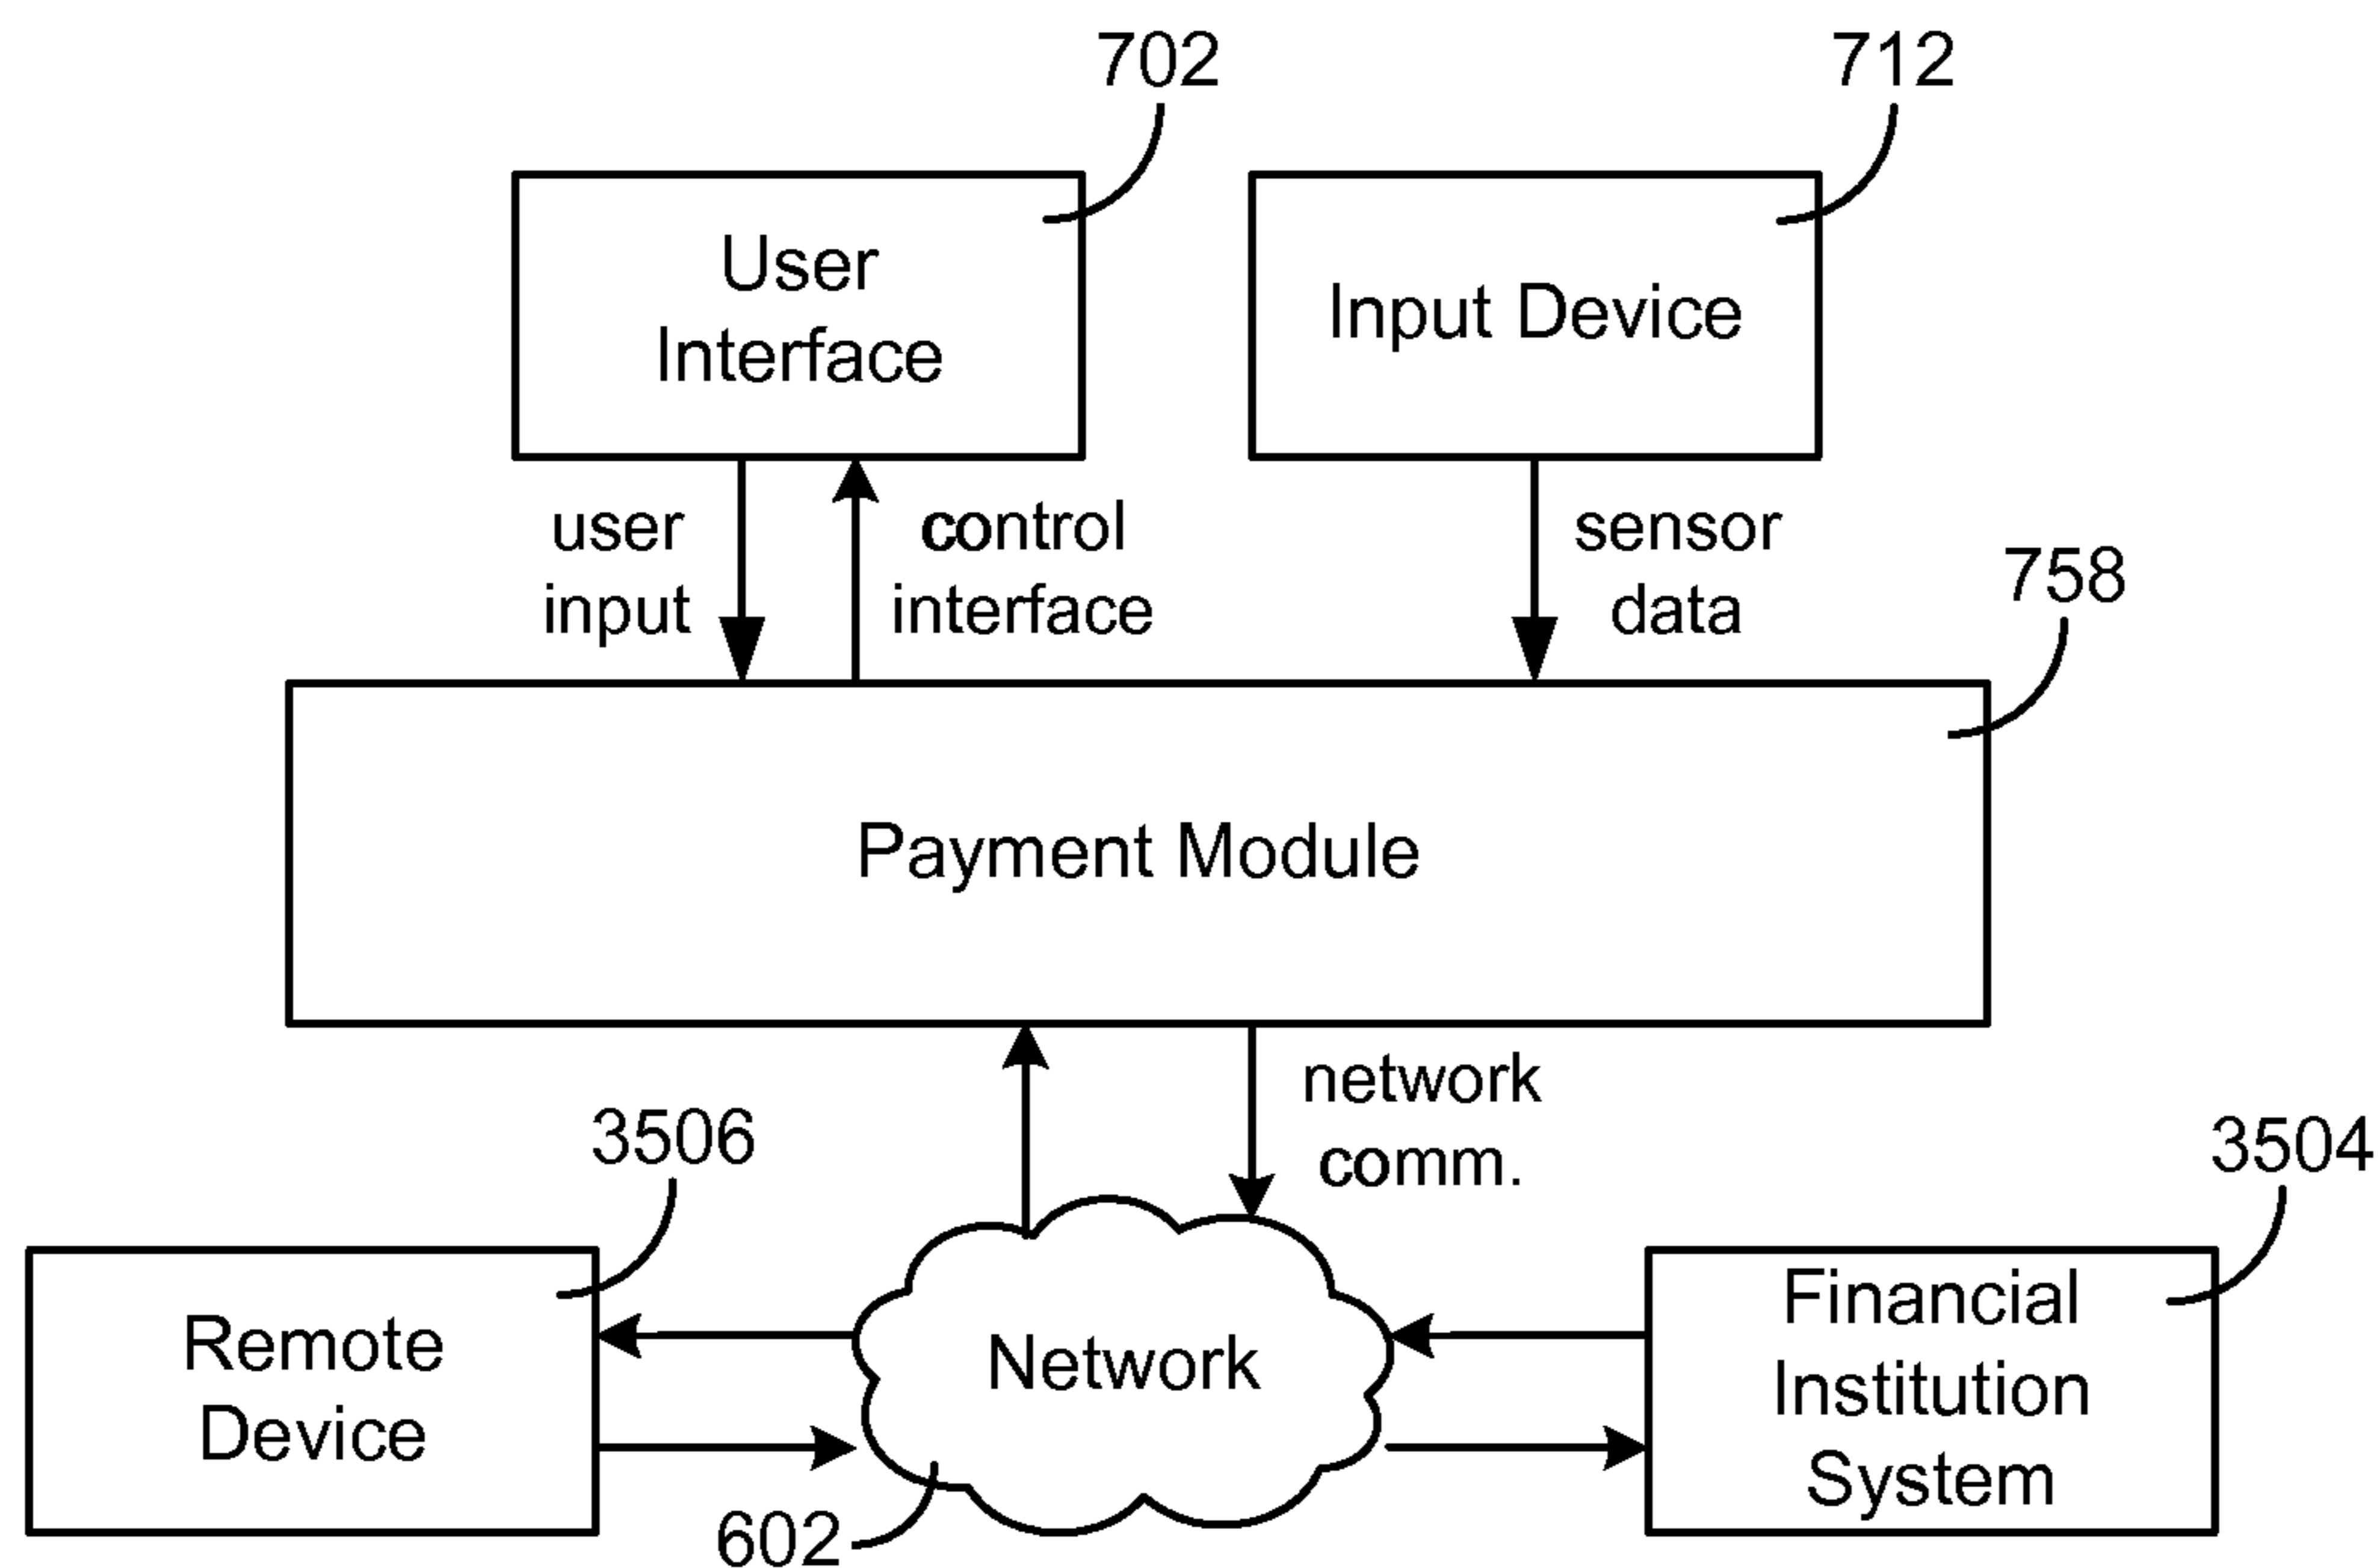 702
712
User
Interface
Input Device
user
input
control
interface
sensor
data
758
Payment Module
network
comm.
3506
3504
Remote
Device
Network
Financial
Institution
System
602